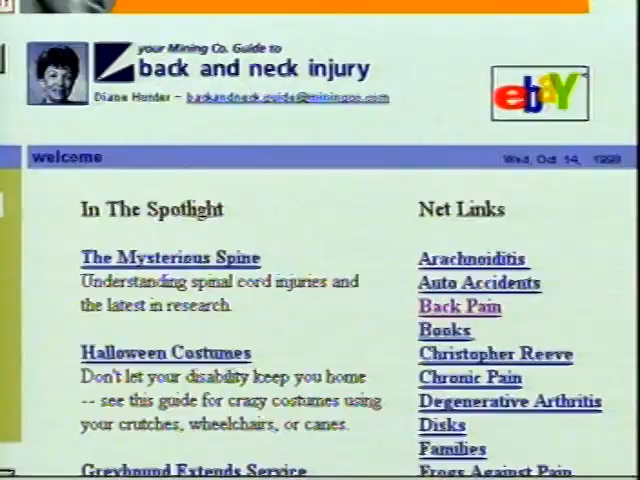 your Mining Co. Guide to
back and neck injury
Diane Hunter – backandneck.guide@miningco.com
ebaY
welcome
Wed, Oct 14, 1998
In The Spotlight
The Mysterious Spine
Understanding spinal cord injuries and
the latest in research.
Halloween Costumes
Don't let your disability keep you home
-- see this guide for crazy costumes using
your crutches, wheelchairs, or canes.
Greyhound Extends Service
Net Links
Arachnoiditis
Auto Accidents
Back Pain
Books
Christopher Reeve
Chronic Pain
Degenerative Arthritis
Disks
Families
Frogs Against Pain